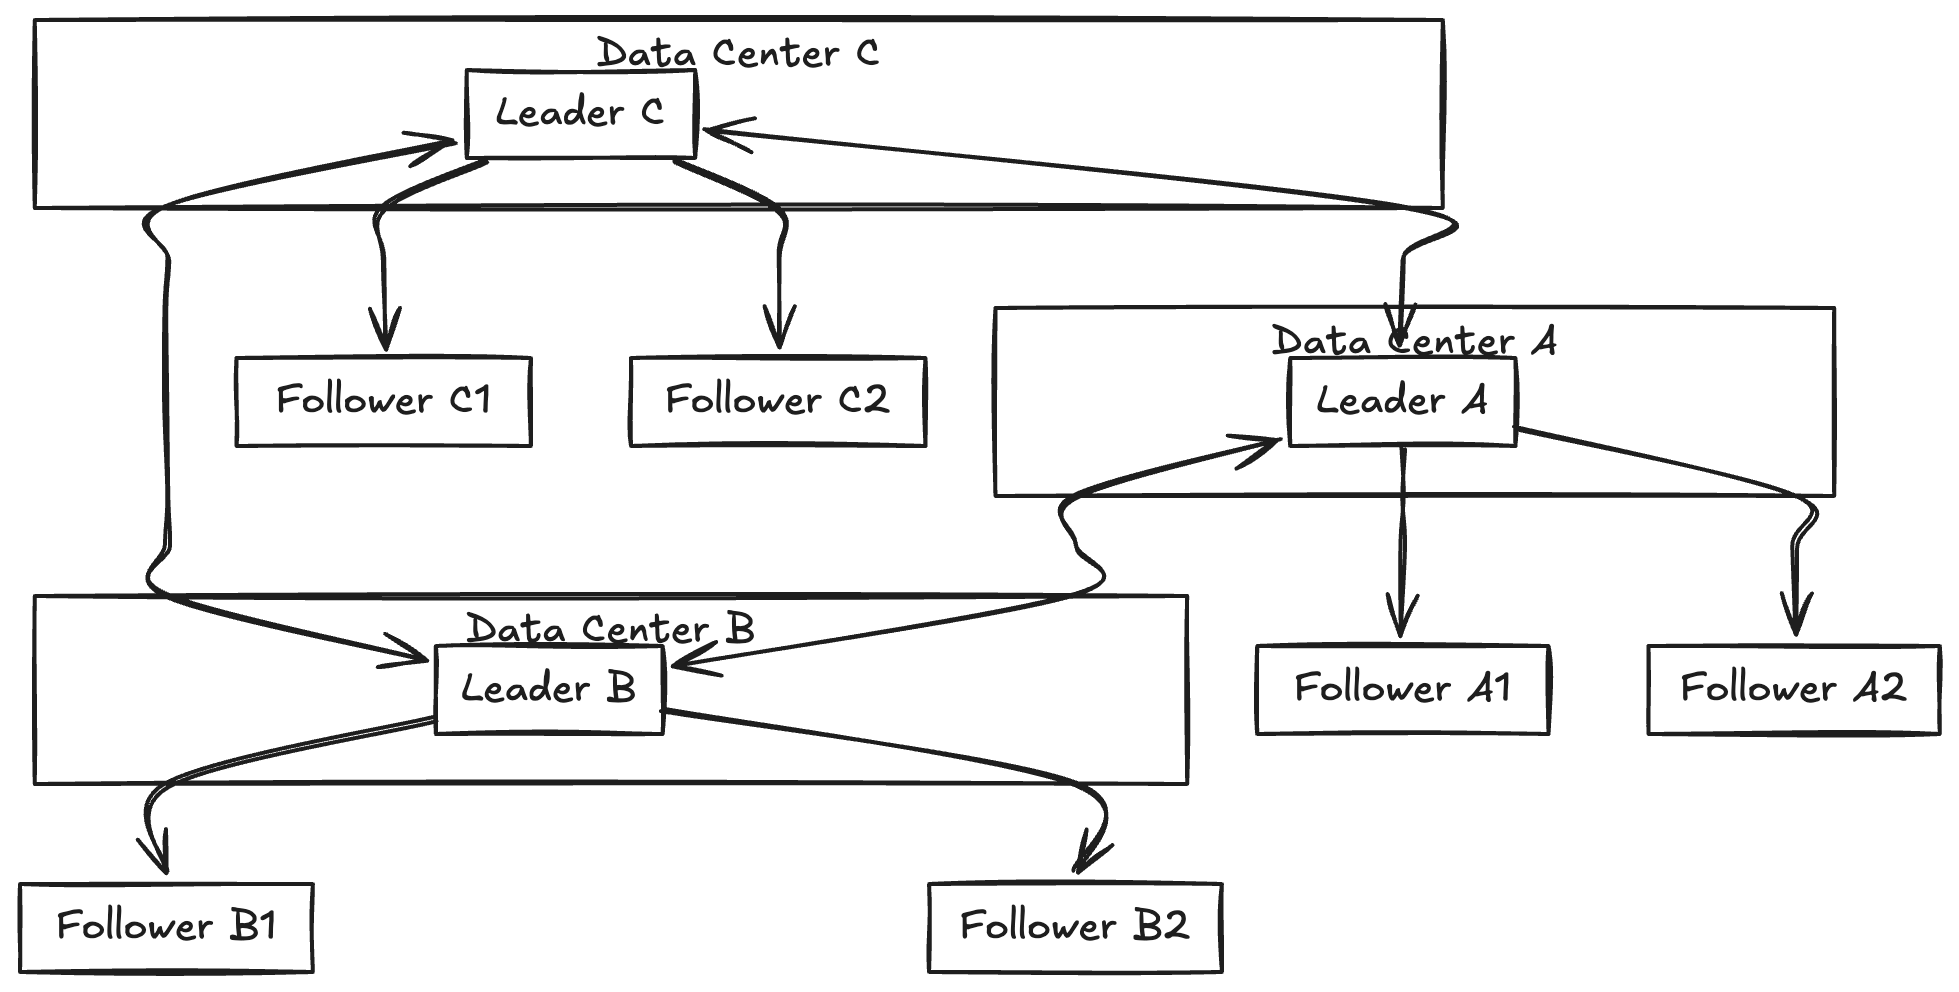 Data Center C
Leader C
Follower C1
Follower C2
Data Center A
Leader A
Data Center B
Leader B
Follower A1
Follower A2
Follower B1
Follower B2